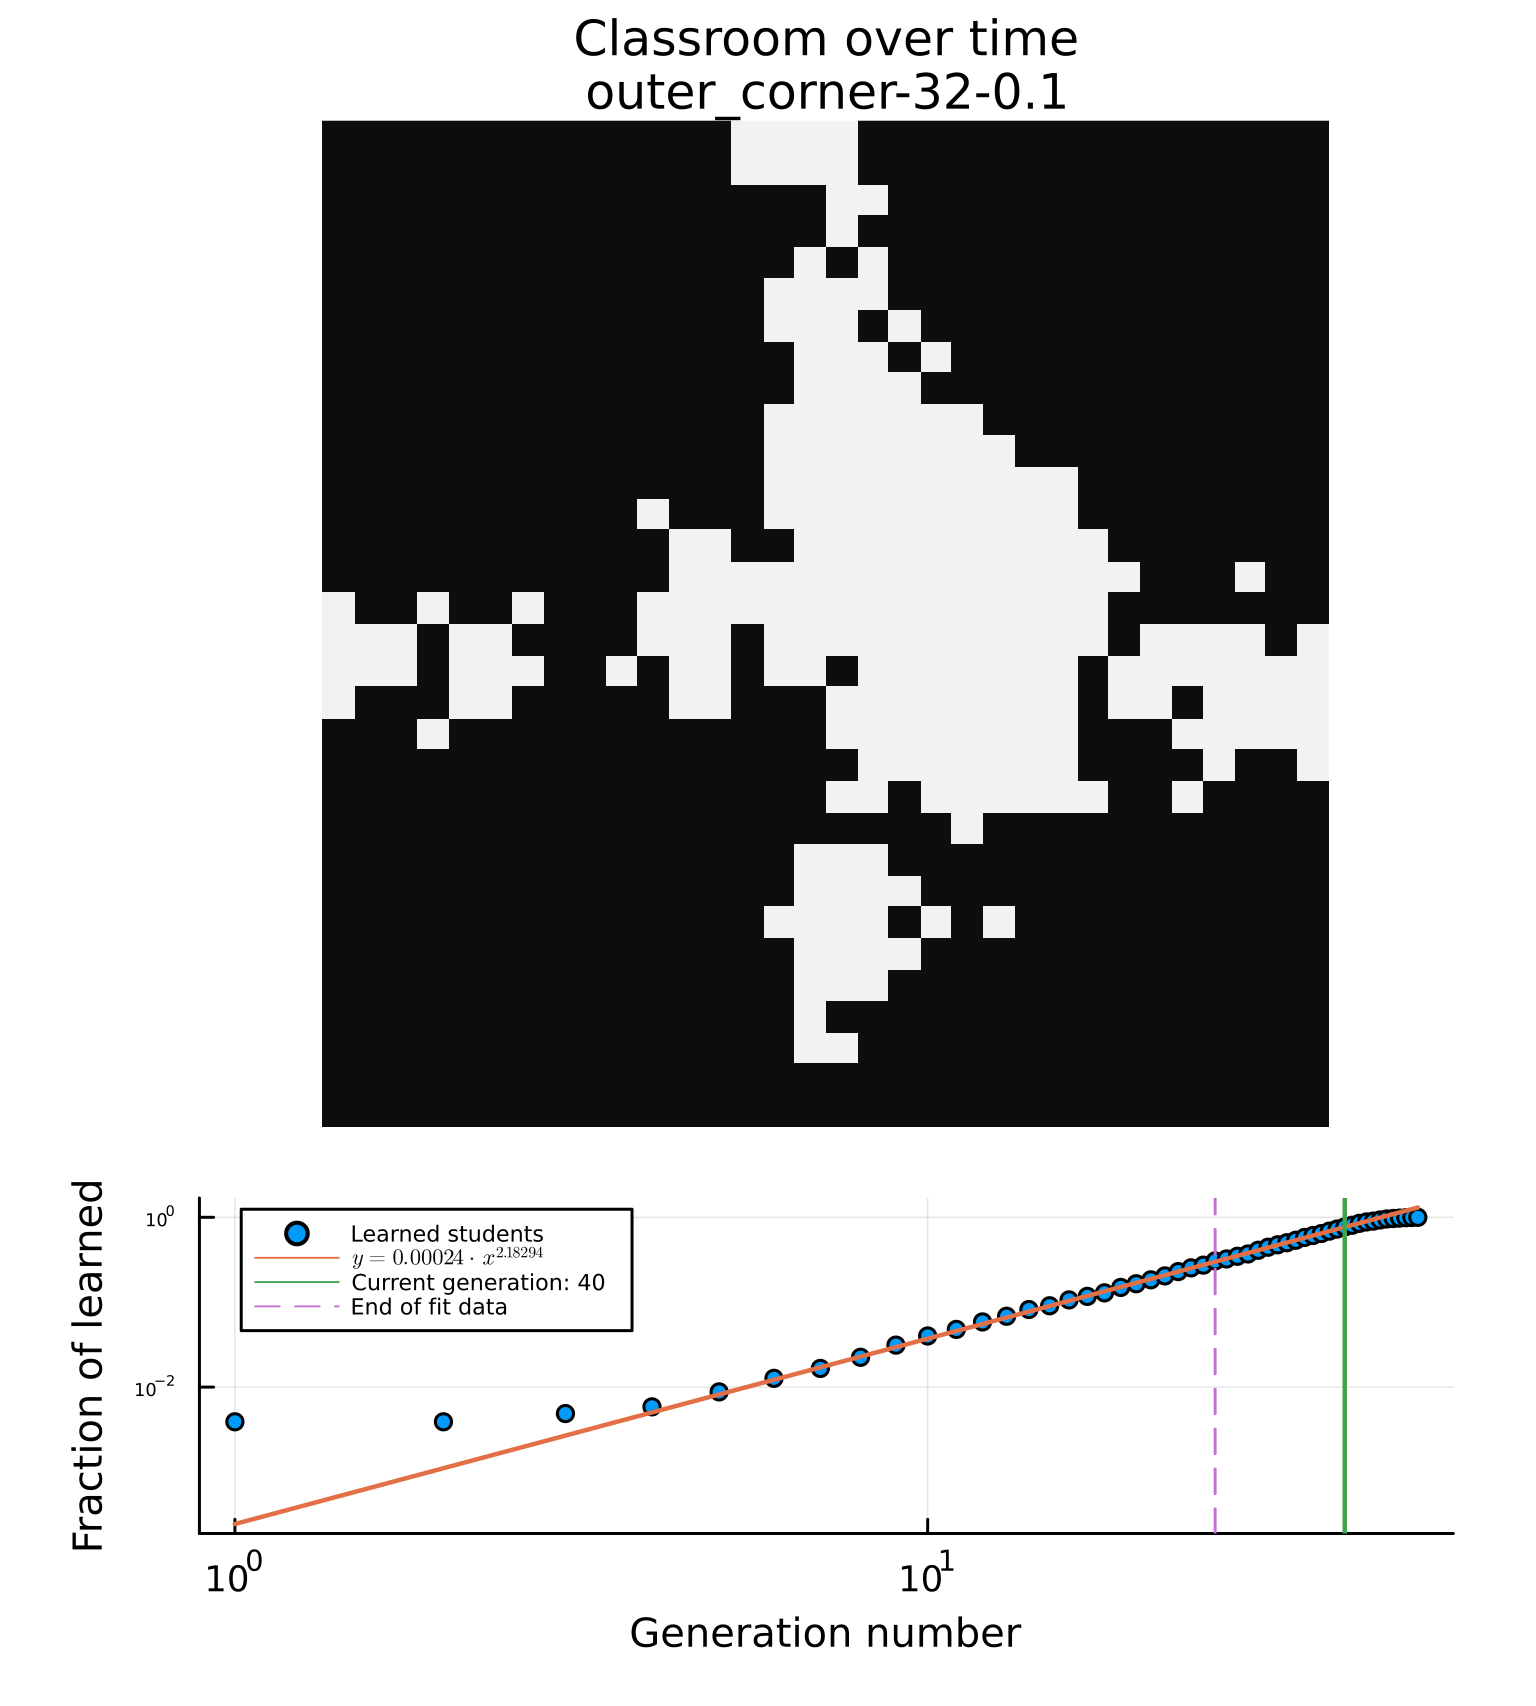 Classroom over time
outer_corner-32-0.1
Fraction of learned
10^0
10^-2
Learned students
y = 0.00024 · x^2.18294
Current generation: 40
End of fit data
10^0
10^1
Generation number